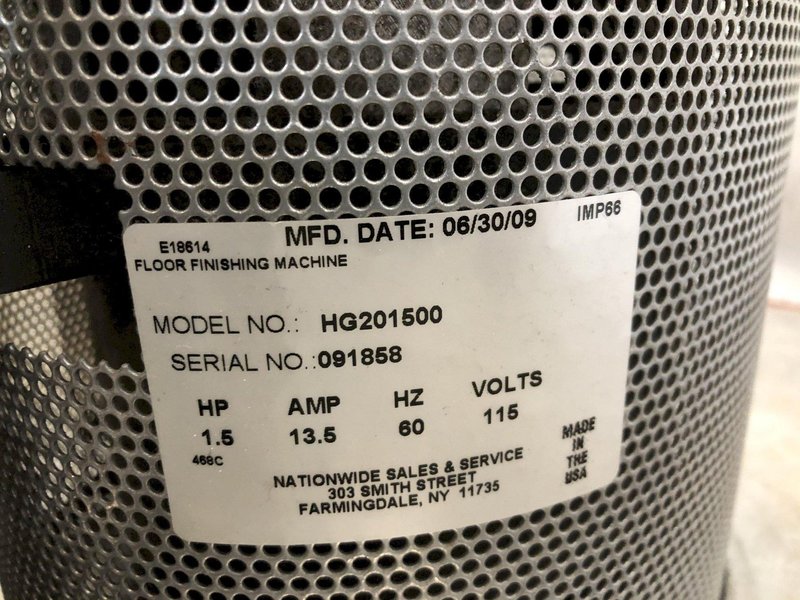 MFD. DATE: 06/30/09
IMP66
E18614
FLOOR FINISHING MACHINE
MODEL NO.: HG201500
SERIAL NO.:091858
HP AMP HZ VOLTS
1.5 13.5 60 115
468C
MADE
IN
THE
USA
NATIONWIDE SALES & SERVICE
303 SMITH STREET
FARMINGDALE, NY 11735